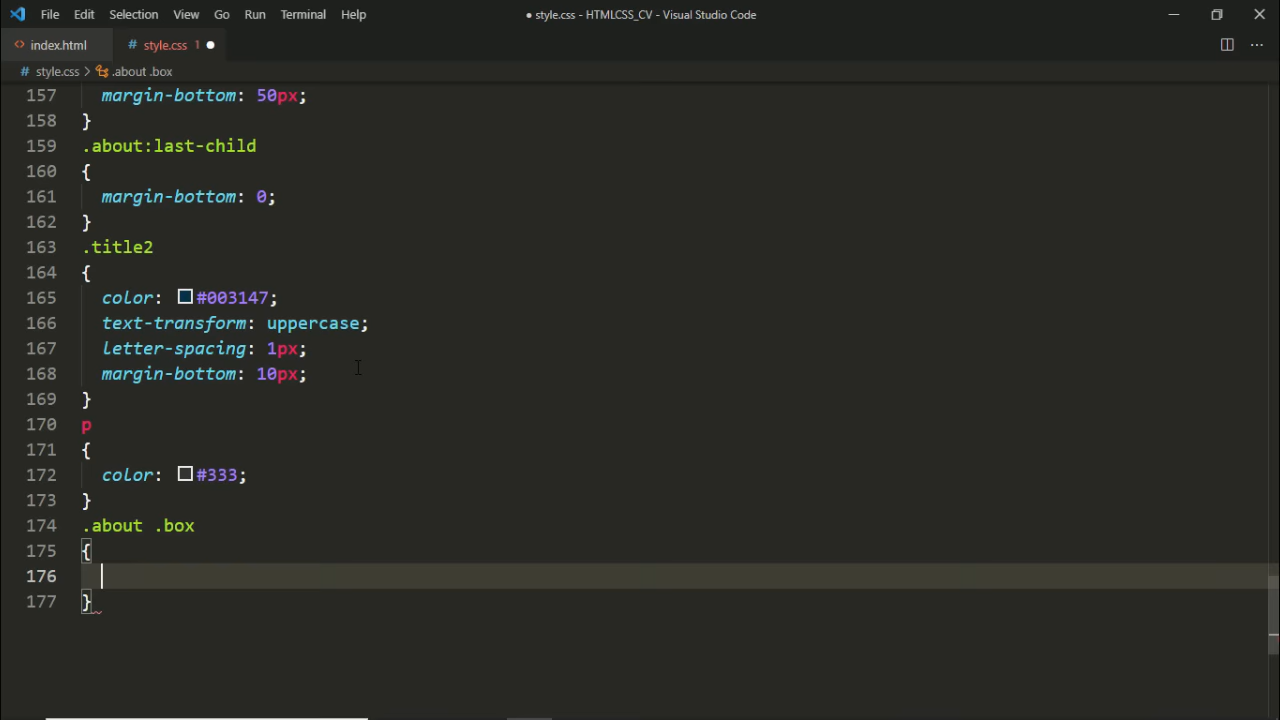 File Edit Selection View Go Run Terminal Help ● style.css - HTMLCSS_CV - Visual Studio Code
index.html # style.css 1 ●
# style.css > .about .box
157 margin-bottom: 50px;
158 }
159 .about:last-child
160 {
161 margin-bottom: 0;
162 }
163 .title2
164 {
165 color: #003147;
166 text-transform: uppercase;
167 letter-spacing: 1px;
168 margin-bottom: 10px;
169 }
170 p
171 {
172 color: #333;
173 }
174 .about .box
175 {
176
177 }